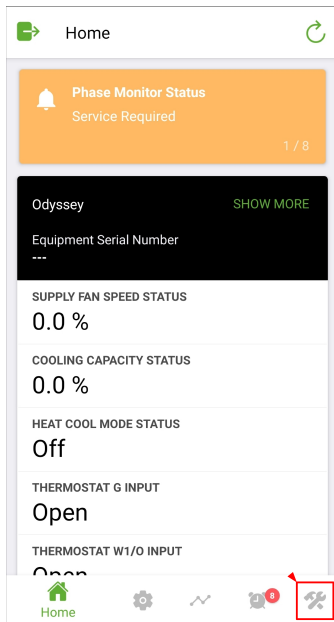 Home
Phase Monitor Status
Service Required
1 / 8
Odyssey
SHOW MORE
Equipment Serial Number
---
SUPPLY FAN SPEED STATUS
0.0 %
COOLING CAPACITY STATUS
0.0 %
HEAT COOL MODE STATUS
Off
THERMOSTAT G INPUT
Open
THERMOSTAT W1/O INPUT
Open
8
Home